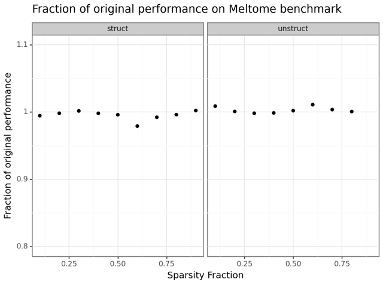 Fraction of original performance on Meltome benchmark
struct
unstruct
Fraction of original performance
1.1
1
0.9
0.8
0.25
0.50
0.75
0.25
0.50
0.75
Sparsity Fraction